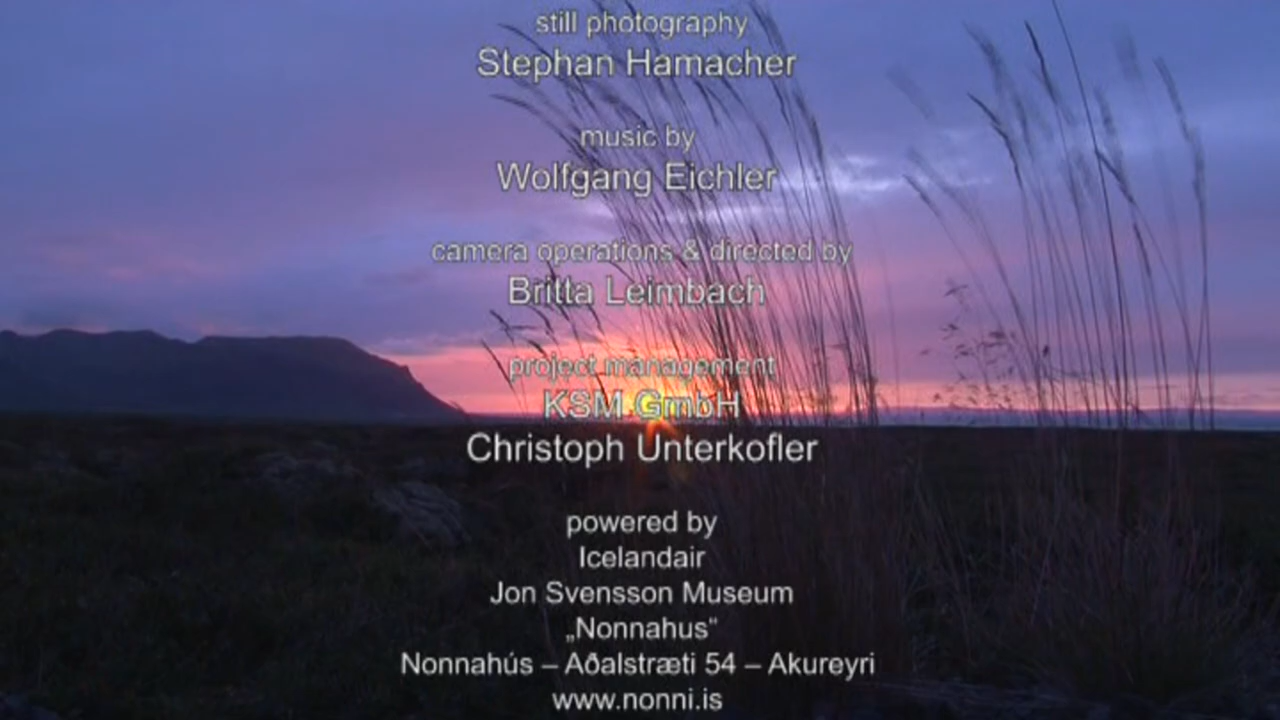 still photography
Stephan Hamacher
music by
Wolfgang Eichler
camera operations & directed by
Britta Leimbach
project management
KSM GmbH
Christoph Unterkofler
powered by
Icelandair
Jon Svensson Museum
„Nonnahus“
Nonnahús – Aðalstræti 54 – Akureyri
www.nonni.is